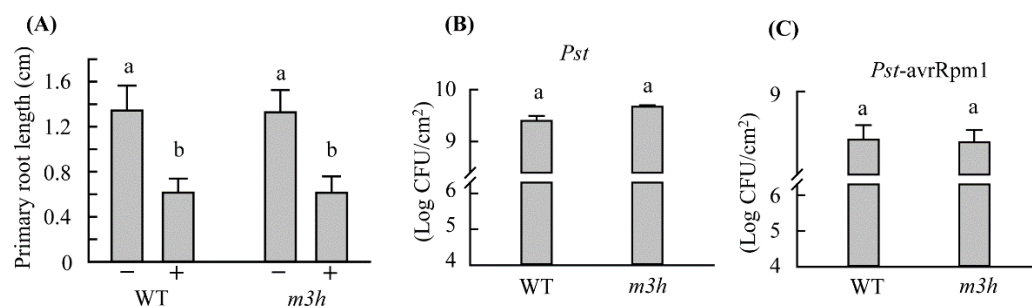 (A)
Primary root length (cm)
1.6
1.2
0.8
0.4
0
a
b
a
b
− + − +
WT m3h
(B)
Pst
(Log CFU/cm²)
10
9
6
5
4
a
a
WT m3h
(C)
Pst-avrRpm1
(Log CFU/cm²)
9
6
5
4
a
a
WT m3h